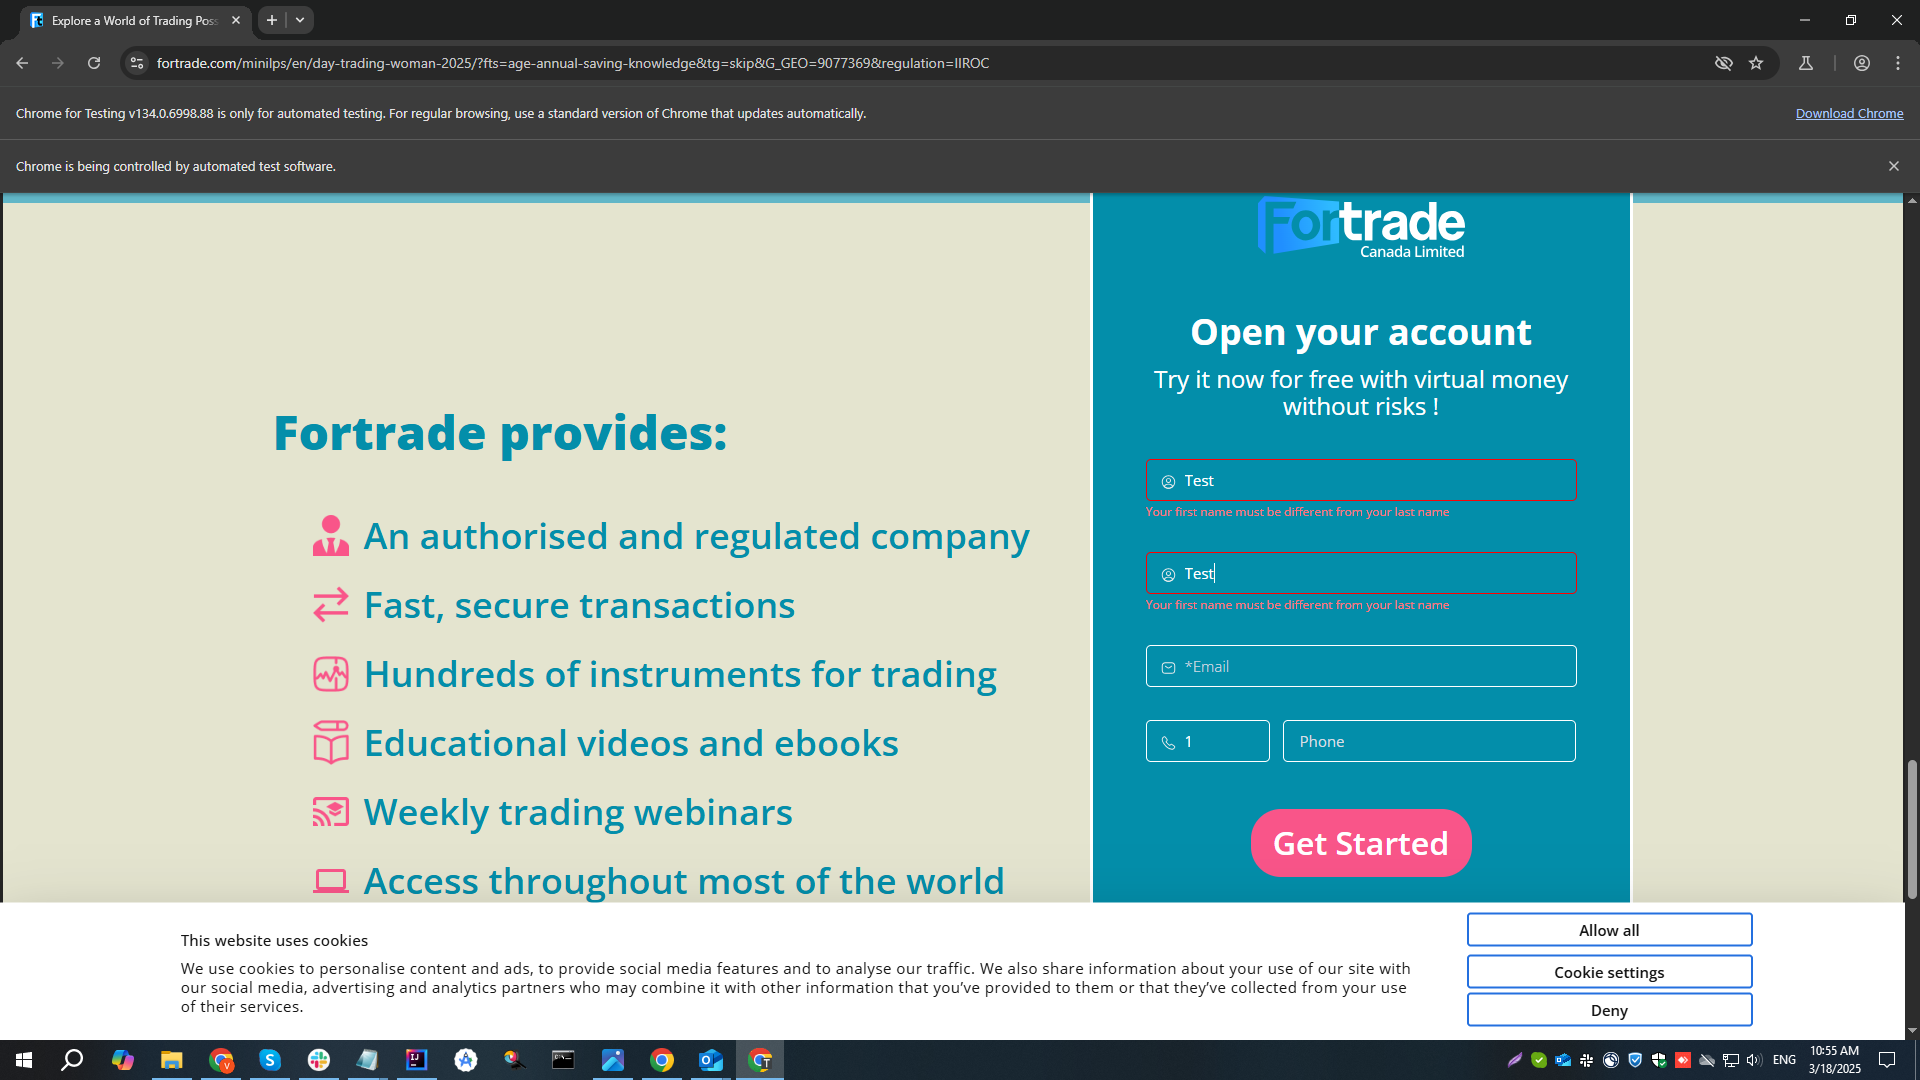 Explore a World of Trading Poss
fortrade.com/minilps/en/day-trading-woman-2025/?fts=age-annual-saving-knowledge&tg=skip&G_GEO=9077369&regulation=IIROC
Chrome for Testing v134.0.6998.88 is only for automated testing. For regular browsing, use a standard version of Chrome that updates automatically.
Download Chrome
Chrome is being controlled by automated test software.
Fortrade
Canada Limited
Open your account
Try it now for free with virtual money
without risks !
Test
Your first name must be different from your last name
Test
Your first name must be different from your last name
*Email
1
Phone
Get Started
Fortrade provides:
An authorised and regulated company
Fast, secure transactions
Hundreds of instruments for trading
Educational videos and ebooks
Weekly trading webinars
Access throughout most of the world
This website uses cookies
We use cookies to personalise content and ads, to provide social media features and to analyse our traffic. We also share information about your use of our site with
our social media, advertising and analytics partners who may combine it with other information that you’ve provided to them or that they’ve collected from your use
of their services.
Allow all
Cookie settings
Deny
ENG
10:55 AM
3/18/2025